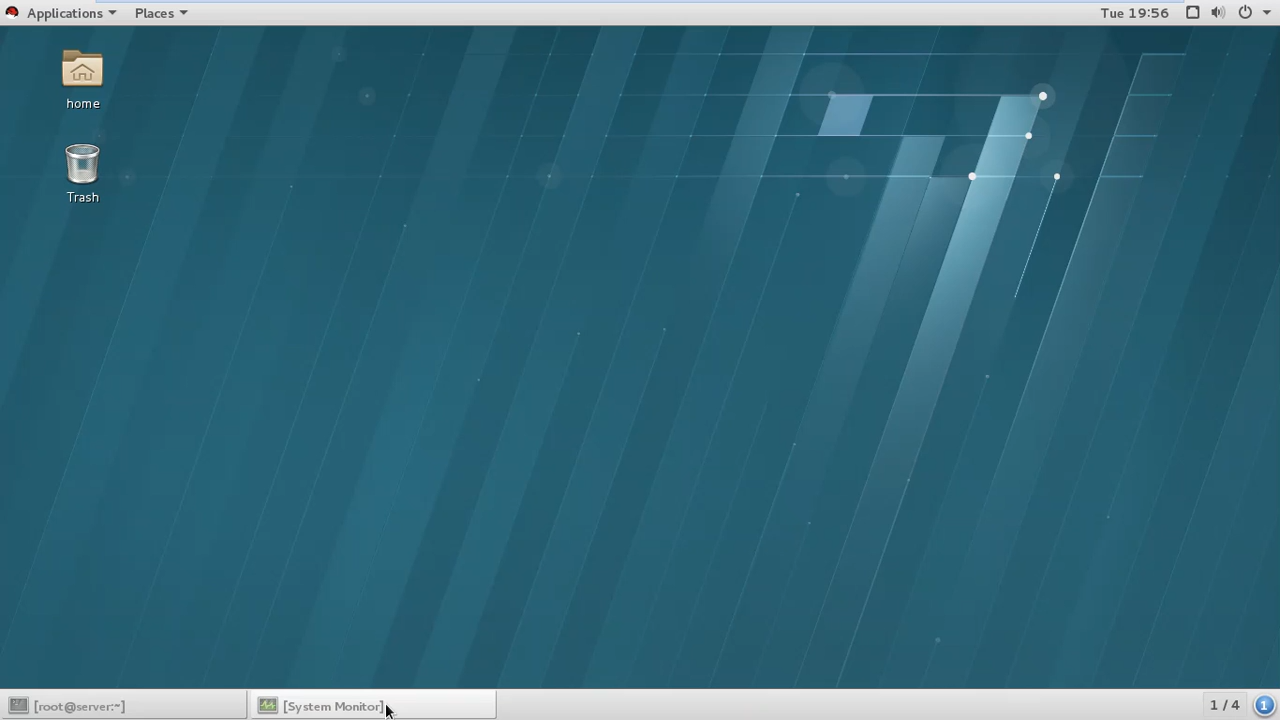 Applications Places Tue 19:56
home
Trash
[root@server:~] [System Monitor] 1 / 4 1